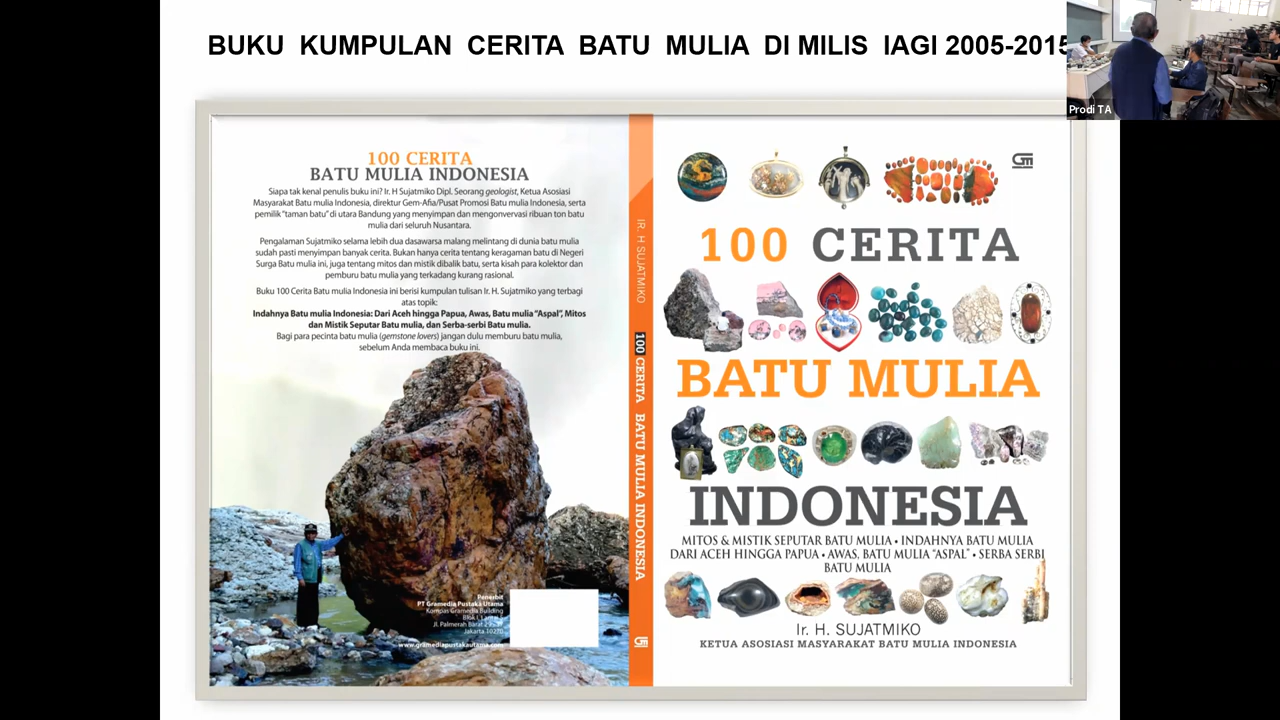 BUKU KUMPULAN CERITA BATU MULIA DI MILIS IAGI 2005-2015
Prodi TA
100 CERITA
BATU MULIA INDONESIA
Siapa tak kenal penulis buku ini? Ir. H Sujatmiko Dipl. Seorang geologist, Ketua Asosiasi
Masyarakat Batu mulia Indonesia, direktur Gem-Afia/Pusat Promosi Batu mulia Indonesia, serta
pemilik "taman batu" di utara Bandung yang menyimpan dan mengonvervasi ribuan ton batu
mulia dari seluruh Nusantara.
Pengalaman Sujatmiko selama lebih dua dasawarsa malang melintang di dunia batu mulia
sudah pasti menyimpan banyak cerita. Bukan hanya cerita tentang keragaman batu di Negeri
Surga Batu mulia ini, juga tentang mitos dan mistik dibalik batu, serta kisah para kolektor dan
pemburu batu mulia yang terkadang kurang rasional.
Buku 100 Cerita Batu mulia Indonesia ini berisi kumpulan tulisan Ir. H Sujatmiko yang terbagi
atas topik:
Indahnya Batu mulia Indonesia: Dari Aceh hingga Papua, Awas, Batu mulia "Aspal", Mitos
dan Mistik Seputar Batu mulia, dan Serba-serbi Batu mulia.
Bagi para pecinta batu mulia (gemstone lovers) jangan dulu memburu batu mulia,
sebelum Anda membaca buku ini.
Penerbit
PT Gramedia Pustaka Utama
Kompas Gramedia Building
Jl. Palmerah Barat
Jakarta 10270
www.gramediapustakautama.com
IR. H SUJATMIKO
100 CERITA BATU MULIA INDONESIA
GM
GM
100 CERITA
BATU MULIA
INDONESIA
MITOS & MISTIK SEPUTAR BATU MULIA • INDAHNYA BATU MULIA
DARI ACEH HINGGA PAPUA • AWAS, BATU MULIA "ASPAL" • SERBA SERBI
BATU MULIA
Ir. H. SUJATMIKO
KETUA ASOSIASI MASYARAKAT BATU MULIA INDONESIA